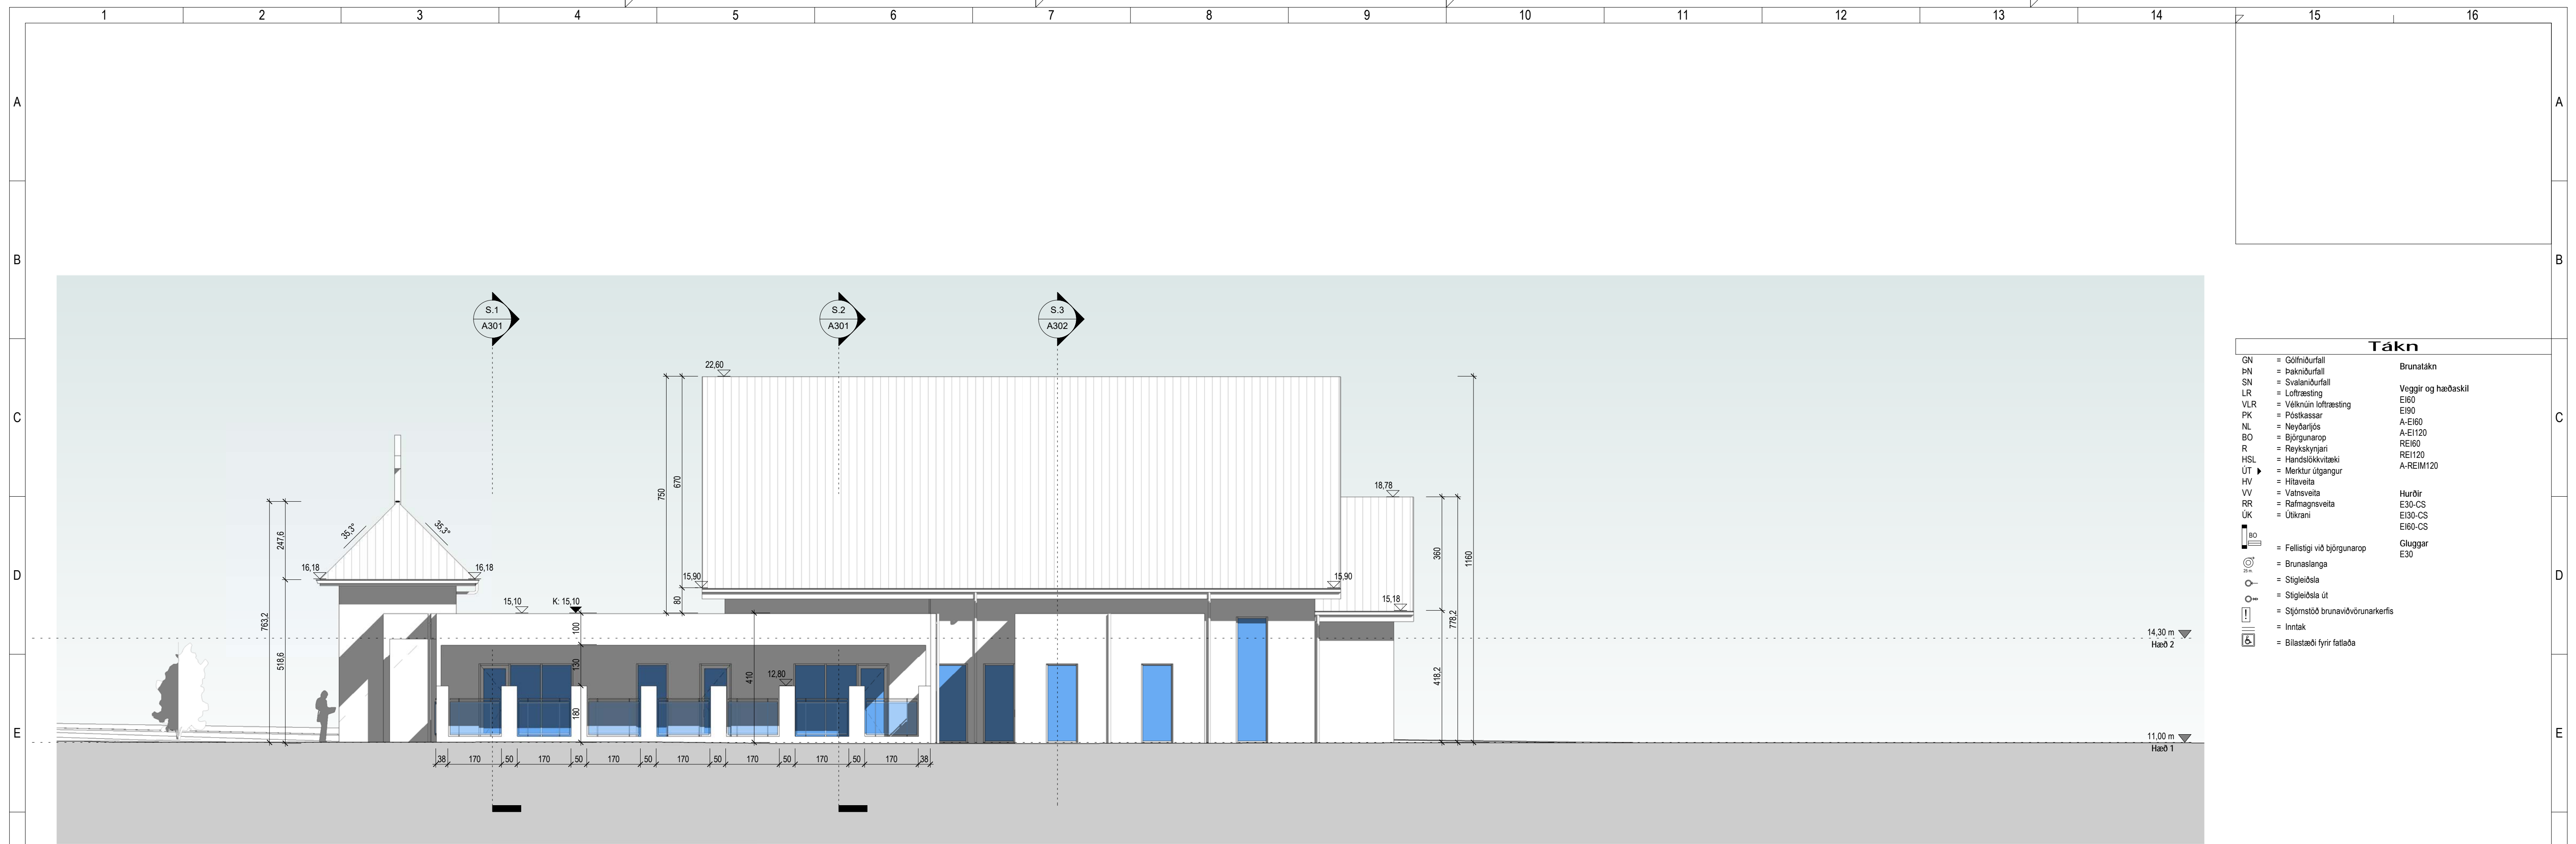 1 2 3 4 5 6 7 8 9 10 11 12 13 14 15 16
A A
B B
C C
D D
E E
S.1
A301
S.2
A301
S.3
A302
22,60
750
670
80
18,78
360
1160
778,2
418,2
35,3°
35,3°
247,6
763,2
518,6
16,18
16,18
15,90
15,90
15,18
15,10
K: 15,10
100
130
180
410
12,80
14,30 m
Hæð 2
11,00 m
Hæð 1
38 170 50 170 50 170 50 170 50 170 50 170 50 170 38
Tákn
GN = Gólfniðurfall
ÞN = Þakniðurfall
SN = Svalaniðurfall
LR = Loftræsting
VLR = Vélknúin loftræsting
PK = Póstkassar
NL = Neyðarljós
BO = Björgunarop
R = Reykskynjari
HSL = Handslökkvitæki
ÚT = Merktur útgangur
HV = Hitaveita
VV = Vatnsveita
RR = Rafmagnsveita
ÚK = Útikrani
BO = Fellistigi við björgunarop
25 m. = Brunaslanga
= Stigleiðsla
= Stigleiðsla út
! = Stjórnstöð brunaviðvörunarkerfis
= Inntak
= Bílastæði fyrir fatlaða
Brunatákn
Veggir og hæðaskil
EI60
EI90
A-EI60
A-EI120
REI60
REI120
A-REIM120
Hurðir
E30-CS
EI30-CS
EI60-CS
Gluggar
E30